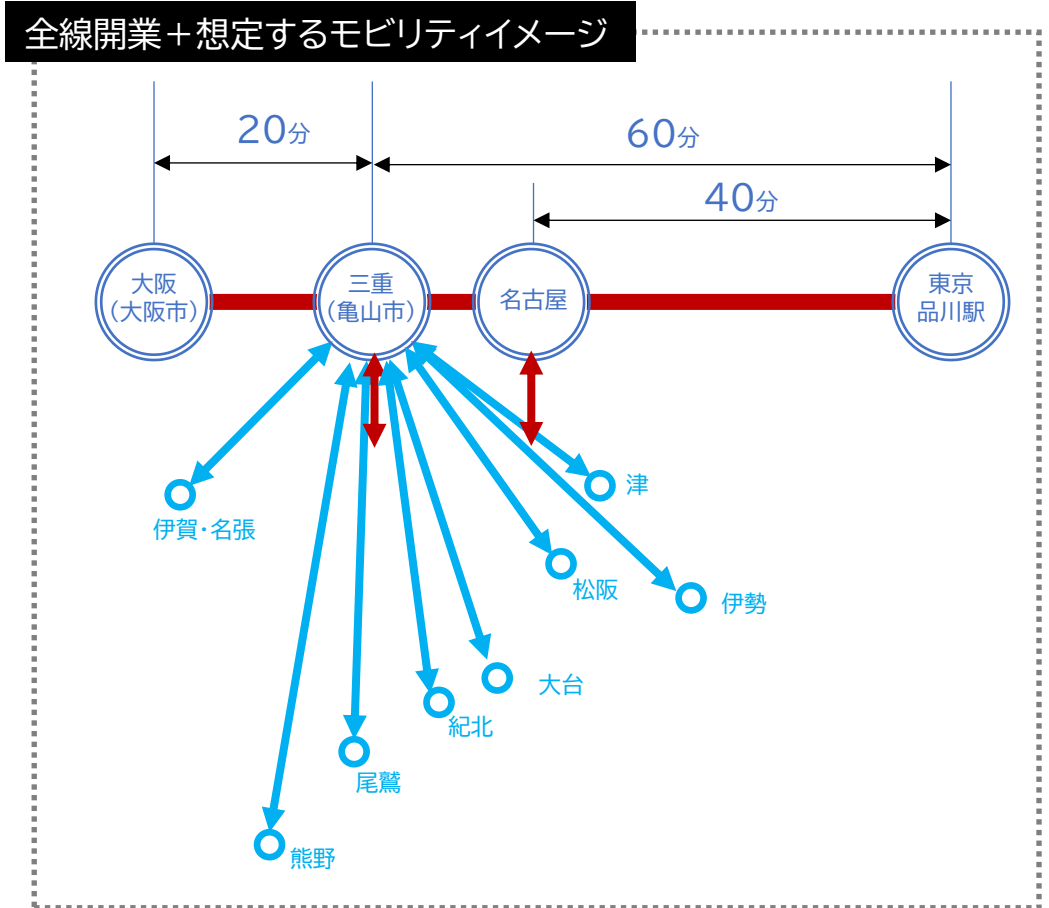 全線開業＋想定するモビリティイメージ
20分
60分
40分
大阪
（大阪市）
三重
（亀山市）
名古屋
東京
品川駅
伊賀・名張
津
松阪
伊勢
大台
紀北
尾鷲
熊野